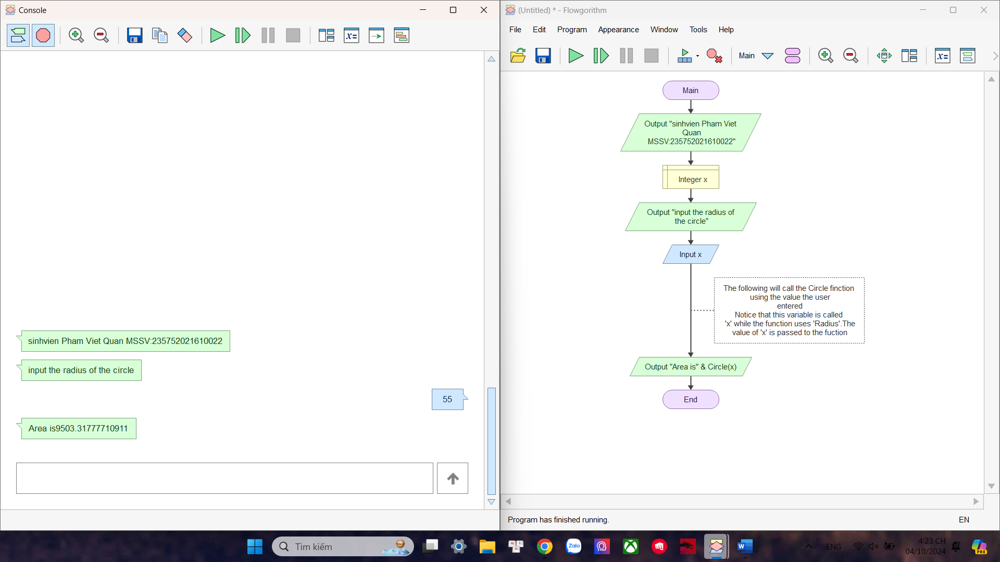 Console
x=
sinhvien Pham Viet Quan MSSV:235752021610022
input the radius of the circle
55
Area is9503.31777710911
(Untitled) * - Flowgorithm
File Edit Program Appearance Window Tools Help
Main
x=
Main
Output "sinhvien Pham Viet
Quan
MSSV:235752021610022"
Integer x
Output "input the radius of
the circle"
Input x
The following will call the Circle finction
using the value the user
entered
Notice that this variable is called
'x' while the function uses 'Radius'.The
value of 'x' is passed to the fuction
Output "Area is" & Circle(x)
End
Program has finished running.
EN
Tìm kiếm
Zalo
W
ENG
4:23 CH
04/10/2024
PRE